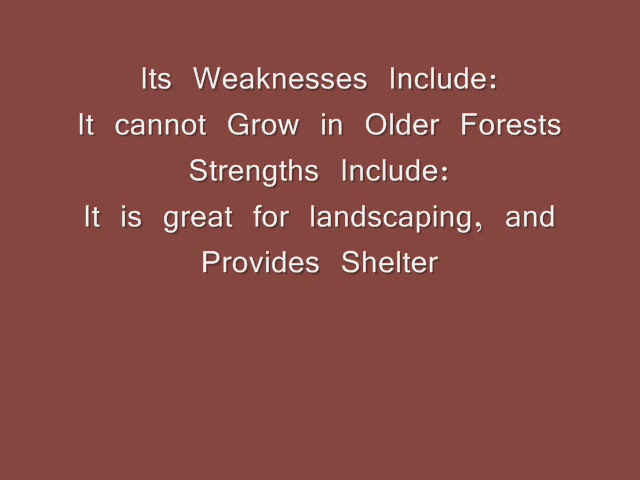 Its Weaknesses Include:
It cannot Grow in Older Forests
Strengths Include:
It is great for landscaping, and
Provides Shelter